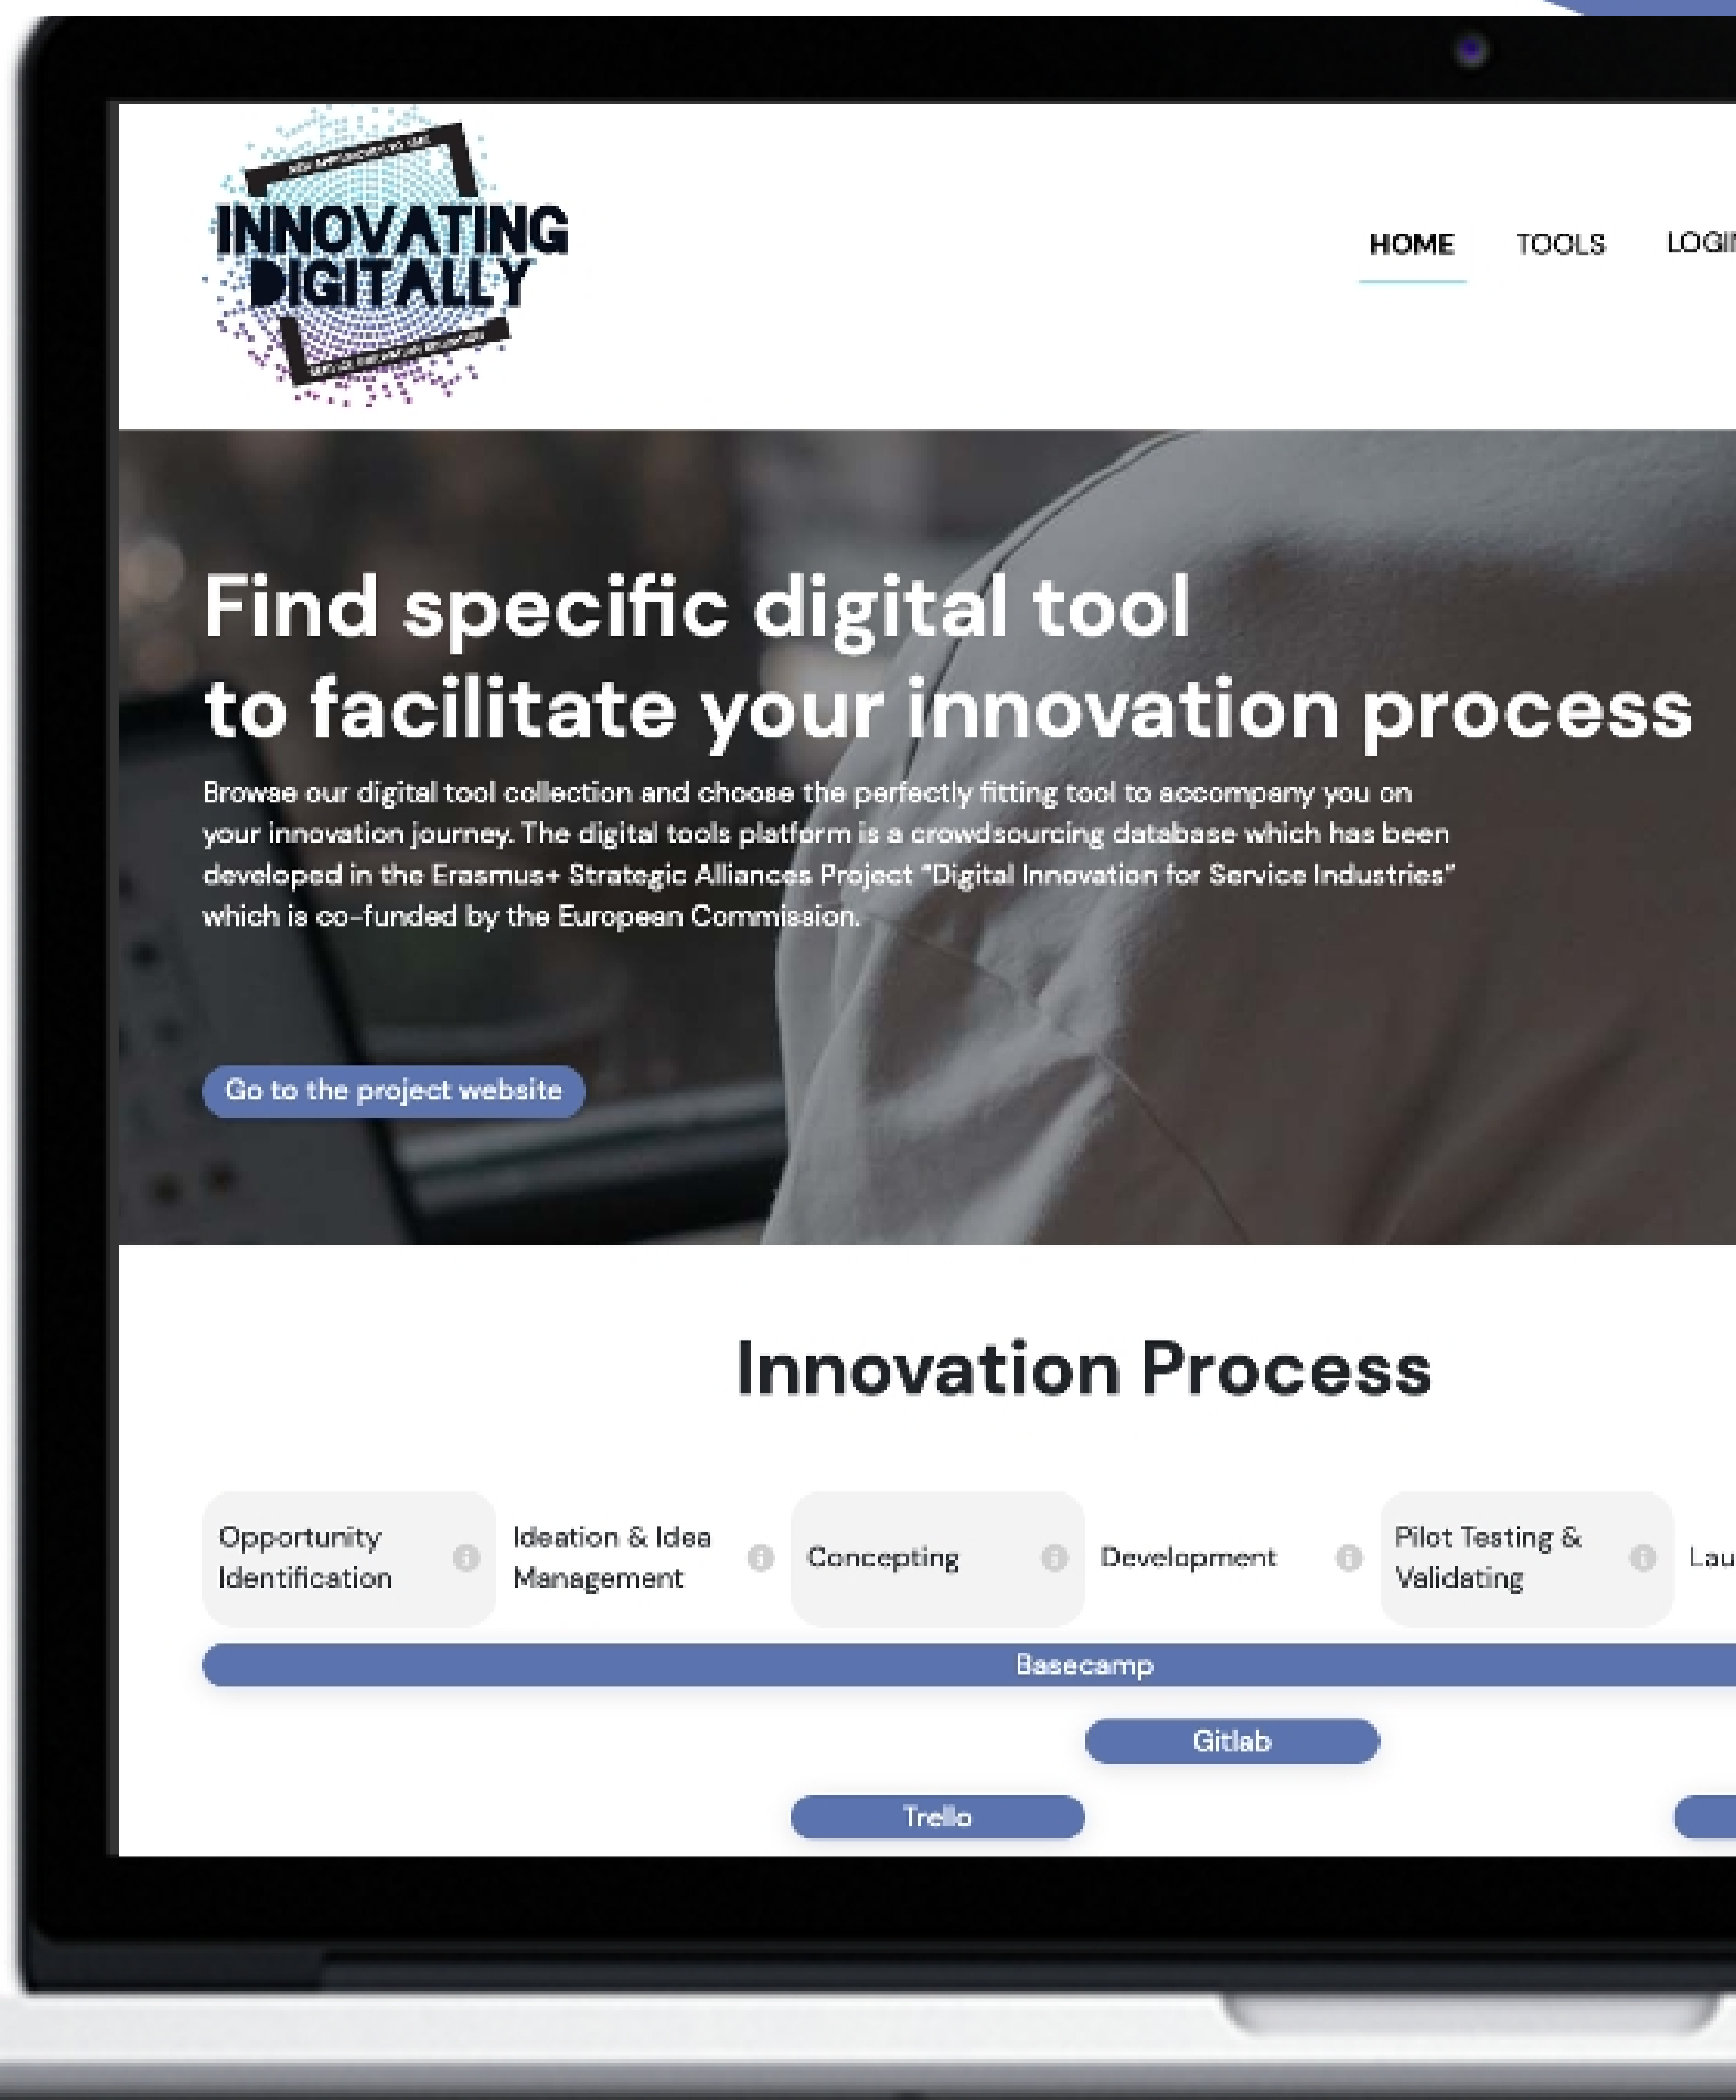 INNOVATING
DIGITALLY
HOME TOOLS LOGIN
Find specific digital tool
to facilitate your innovation process
Browse our digital tool collection and choose the perfectly fitting tool to accompany you on
your innovation journey. The digital tools platform is a crowdsourcing database which has been
developed in the Erasmus+ Strategic Alliances Project "Digital Innovation for Service Industries"
which is co-funded by the European Commission.
Go to the project website
Innovation Process
Opportunity
Identification
Ideation & Idea
Management
Concepting
Development
Pilot Testing &
Validating
Lau
Basecamp
Gitlab
Trello